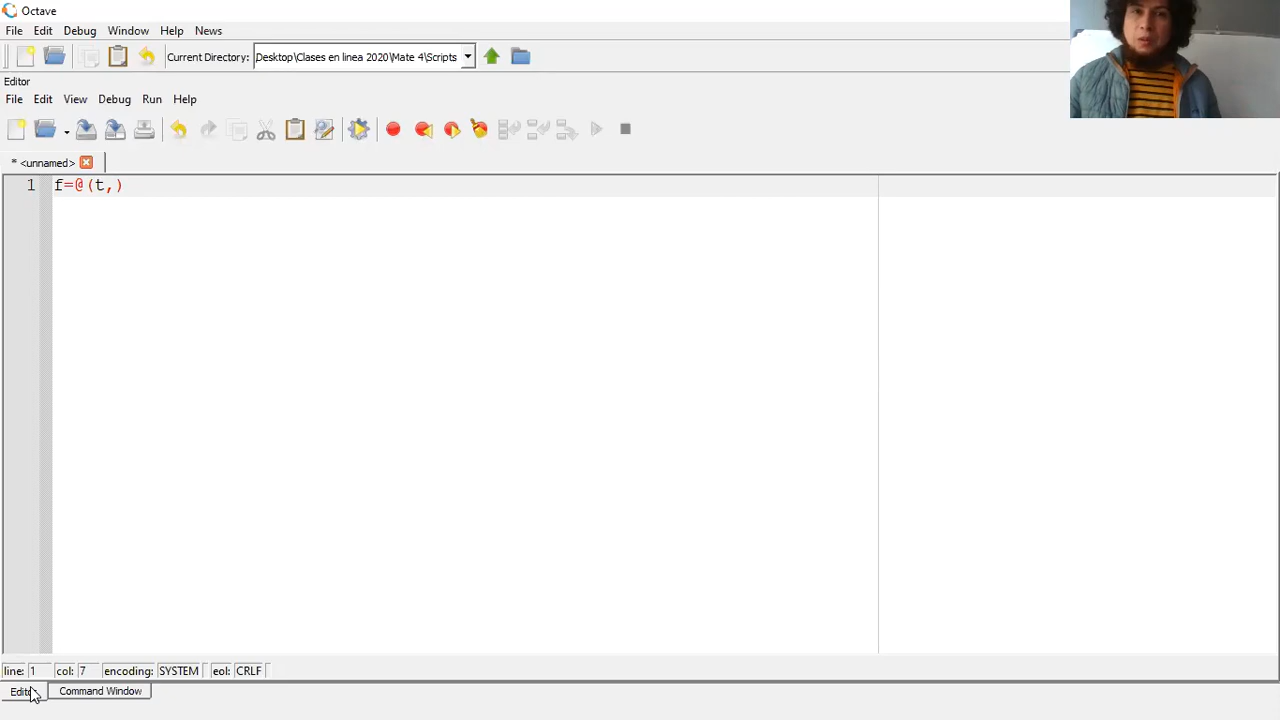 Octave
File Edit Debug Window Help News
Current Directory: Desktop\Clases en linea 2020\Mate 4\Scripts
Editor
File Edit View Debug Run Help
* <unnamed>
1 f=@(t,)
line: 1 col: 7 encoding: SYSTEM eol: CRLF
Editor Command Window